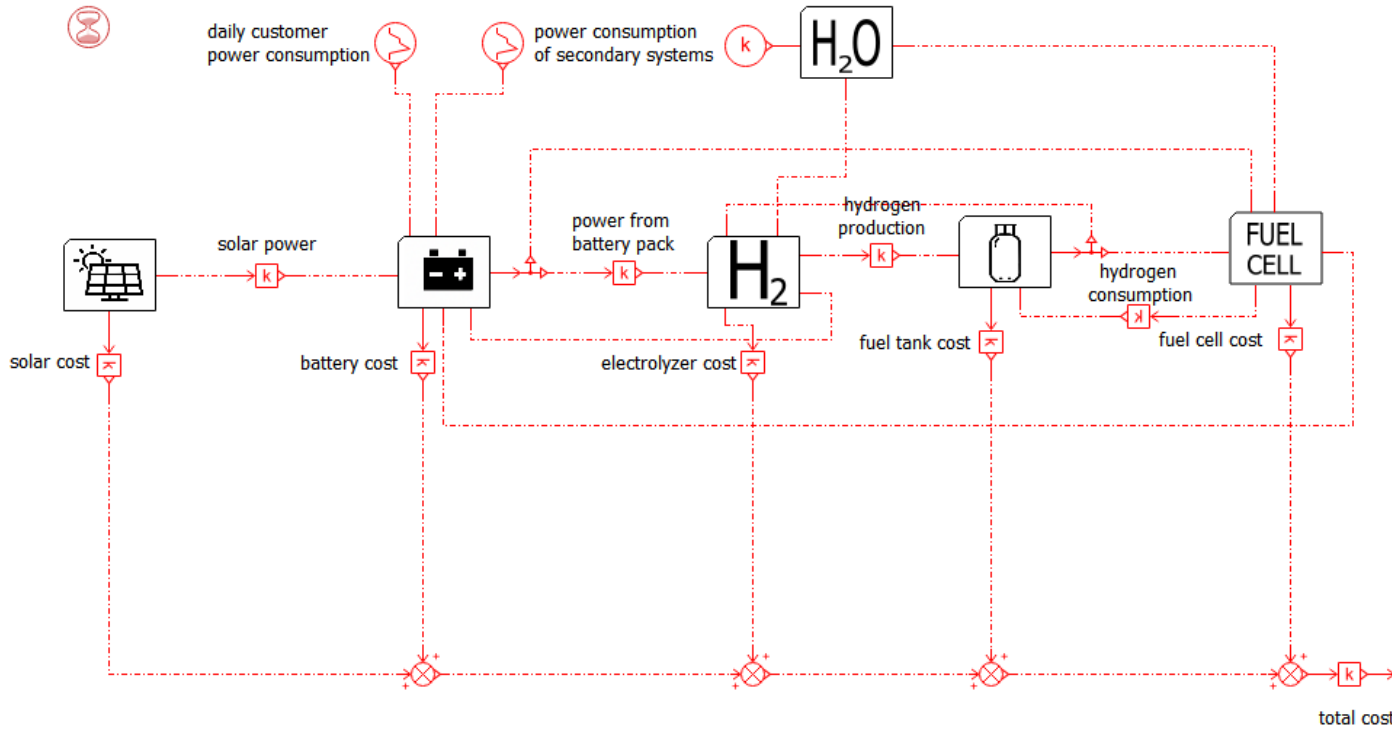 daily customer
power consumption
power consumption
of secondary systems
k
H₂O
solar power
k
power from
battery pack
k
hydrogen
production
k
H₂
FUEL
CELL
hydrogen
consumption
k
solar cost
k
battery cost
k
electrolyzer cost
k
fuel tank cost
k
fuel cell cost
k
+
+
+
+
+
+
+
+
k
total cost